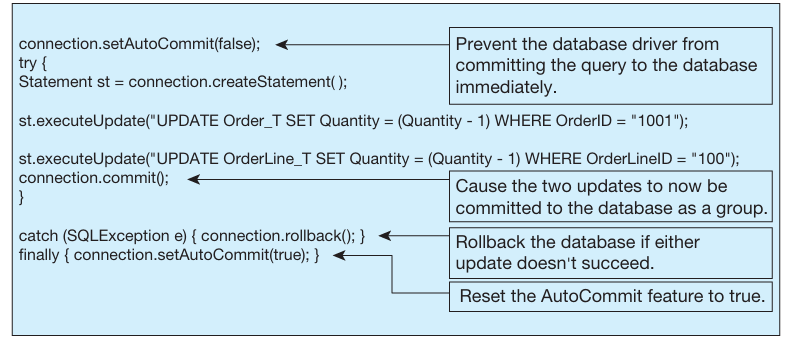 connection.setAutoCommit(false);
Prevent the database driver from
committing the query to the database
immediately.
try {
Statement st = connection.createStatement( );
st.executeUpdate("UPDATE Order_T SET Quantity = (Quantity - 1) WHERE OrderID = "1001");
st.executeUpdate("UPDATE OrderLine_T SET Quantity = (Quantity - 1) WHERE OrderLineID = "100");
connection.commit();
Cause the two updates to now be
committed to the database as a group.
}
catch (SQLException e) { connection.rollback(); }
Rollback the database if either
update doesn't succeed.
finally { connection.setAutoCommit(true); }
Reset the AutoCommit feature to true.